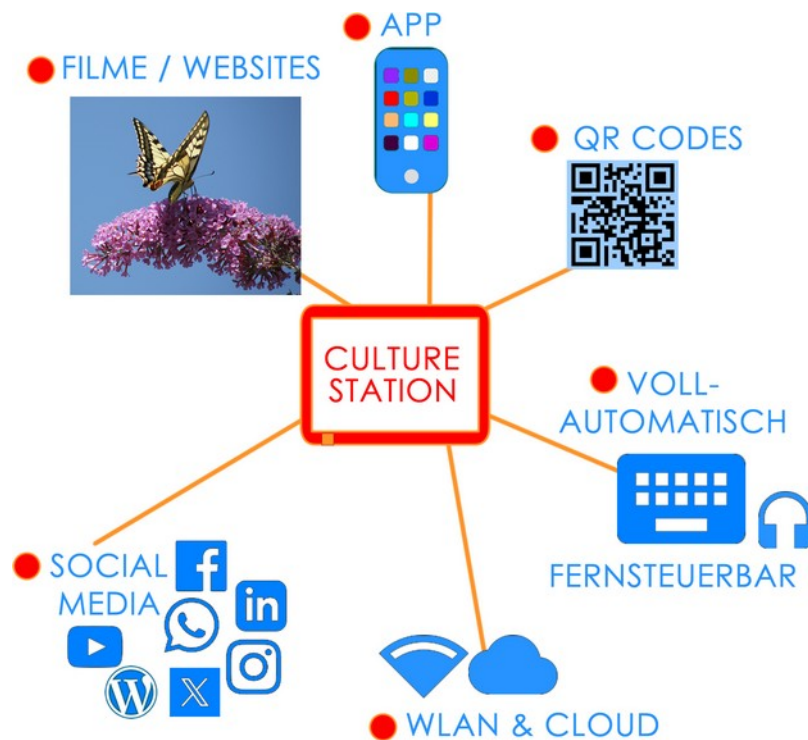 APP
FILME / WEBSITES
QR CODES
CULTURE
STATION
VOLL-
AUTOMATISCH
FERNSTEUERBAR
SOCIAL
MEDIA
WLAN & CLOUD